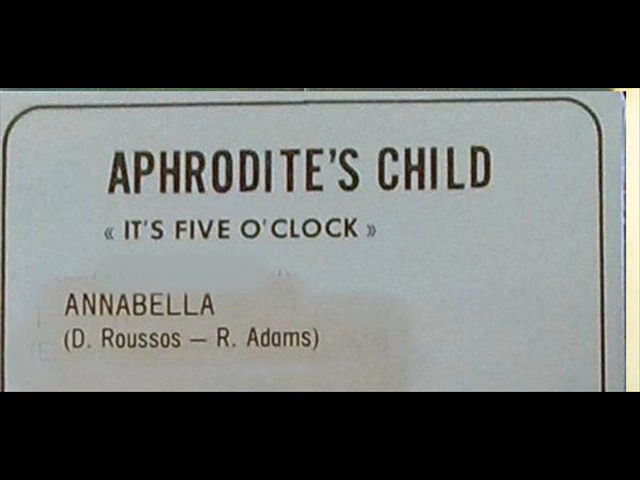 APHRODITE'S CHILD
« IT'S FIVE O'CLOCK »
ANNABELLA
(D. Roussos — R. Adams)